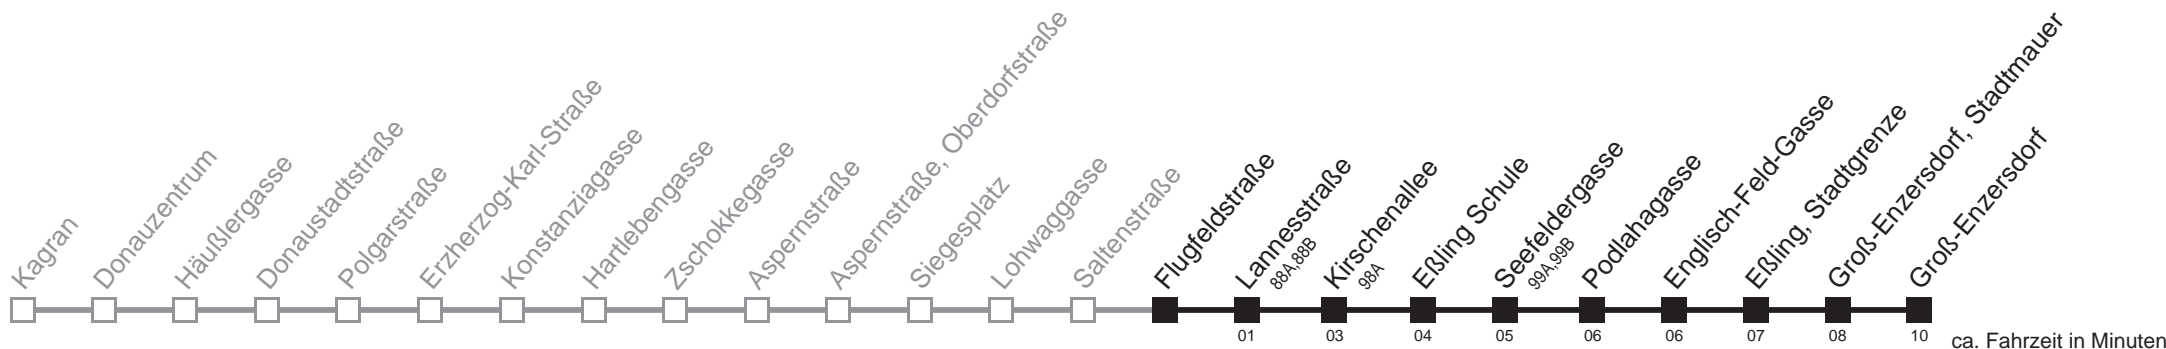 Kagran
Donauzentrum
Häußlergasse
Donaustadtstraße
Polgarstraße
Erzherzog-Karl-Straße
Konstanziagasse
Hartlebengasse
Zschokkegasse
Aspernstraße
Aspernstraße, Oberdorfstraße
Siegesplatz
Lohwaggasse
Saltenstraße
Flugfeldstraße
Lannesstraße
88A,88B
Kirschenallee
98A
Eßling Schule
Seefeldergasse
99A,99B
Podlahagasse
Englisch-Feld-Gasse
Eßling, Stadtgrenze
Groß-Enzersdorf, Stadtmauer
Groß-Enzersdorf
01 03 04 05 06 06 07 08 10 ca. Fahrzeit in Minuten